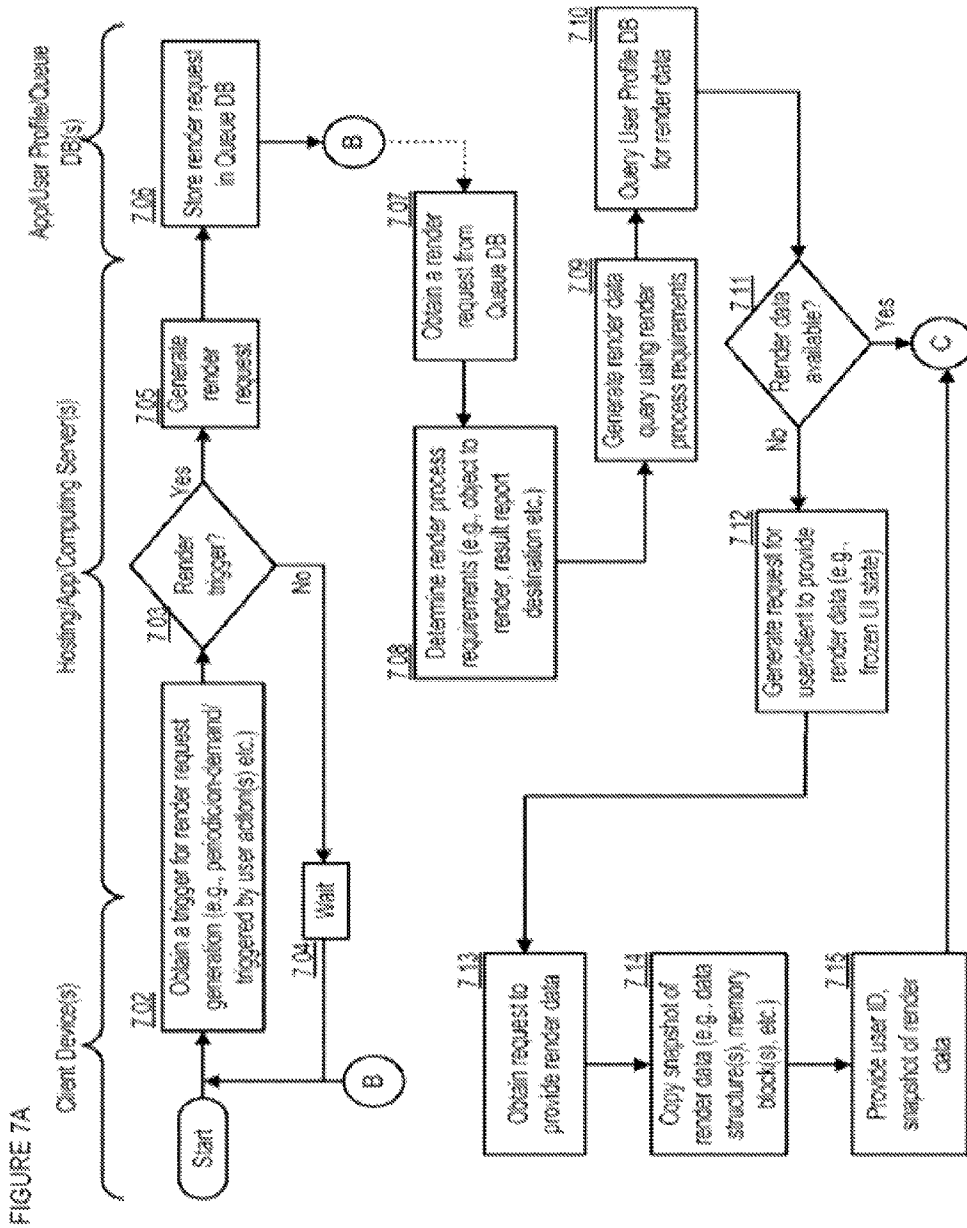 FIGURE 7A
Client Device(s)
Hosting/App/Computing Server(s)
App/User Profile/Queue
DB(s)
Start
7.02
Obtain a trigger for render request
generation (e.g., periodic/on-demand/
triggered by user action(s) etc.)
7.03
Render
trigger?
Yes
No
7.04
Wait
B
7.05
Generate
render
request
7.06
Store render request
in Queue DB
B
7.07
Obtain a render
request from
Queue DB
7.08
Determine render process
requirements (e.g., object to
render, result report
destination etc.)
7.09
Generate render data
query using render
process requirements
7.10
Query User Profile DB
for render data
7.11
Render data
available?
No
Yes
C
7.12
Generate request for
user/client to provide
render data (e.g.,
frozen UI state)
7.13
Obtain request to
provide render data
7.14
Copy snapshot of
render data (e.g., data
structure(s), memory
block(s), etc.)
7.15
Provide user ID,
snapshot of render
data